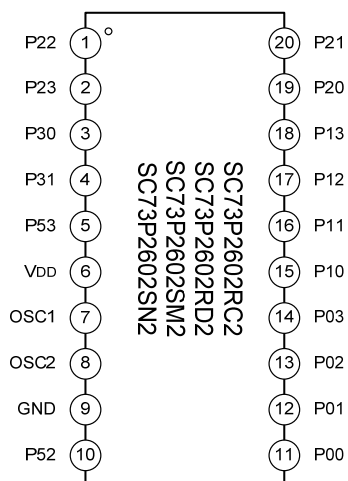 P22 1 20 P21
P23 2 19 P20
P30 3 18 P13
P31 4 17 P12
P53 5 16 P11
VDD 6 15 P10
OSC1 7 14 P03
OSC2 8 13 P02
GND 9 12 P01
P52 10 11 P00
SC73P2602RC2
SC73P2602RD2
SC73P2602SM2
SC73P2602SN2